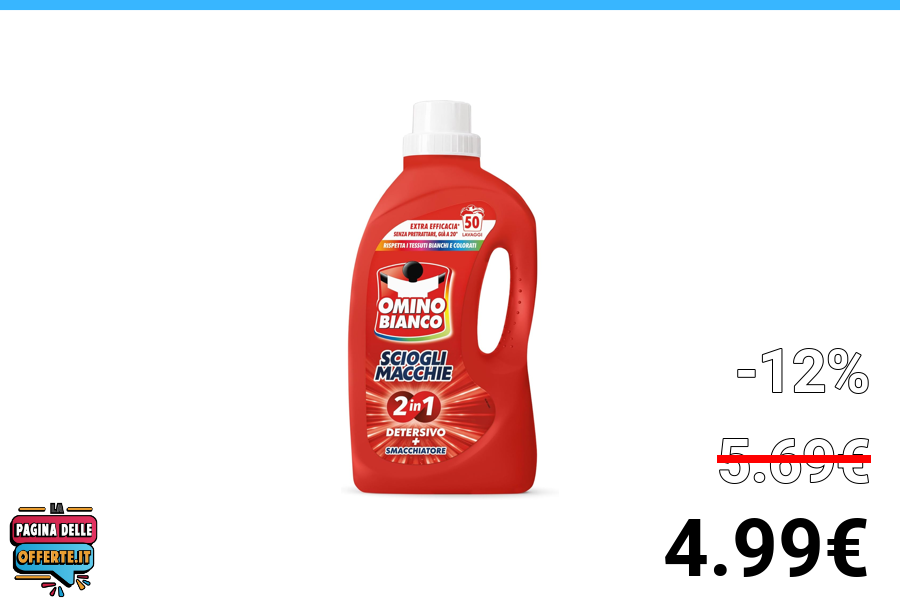 EXTRA EFFICACIA*
SENZA PRETRATTARE, GIÀ A 20°
50
LAVAGGI
RISPETTA I TESSUTI BIANCHI E COLORATI
OMINO
BIANCO
SCIOGLI
MACCHIE
2in1
DETERSIVO
+
SMACCHIATORE
-12%
5.69€
4.99€
LA
PAGINA DELLE
OFFERTE.IT